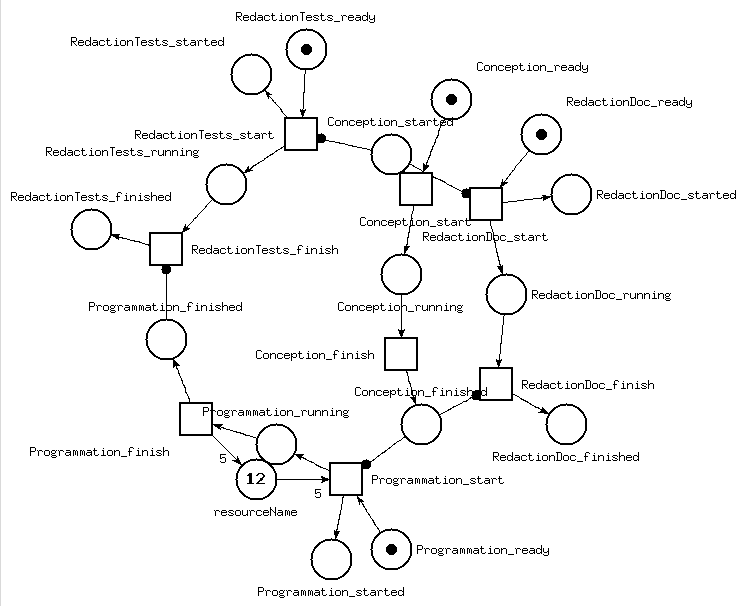 RedactionTests_ready
RedactionTests_started
Conception_ready
RedactionDoc_ready
Conception_started
RedactionTests_start
RedactionTests_running
RedactionTests_finished
RedactionDoc_started
Conception_start
RedactionDoc_start
RedactionTests_finish
RedactionDoc_running
Programmation_finished
Conception_running
Conception_finish
RedactionDoc_finish
Conception_finished
Programmation_running
Programmation_finish
RedactionDoc_finished
5
12
Programmation_start
5
resourceName
Programmation_ready
Programmation_started